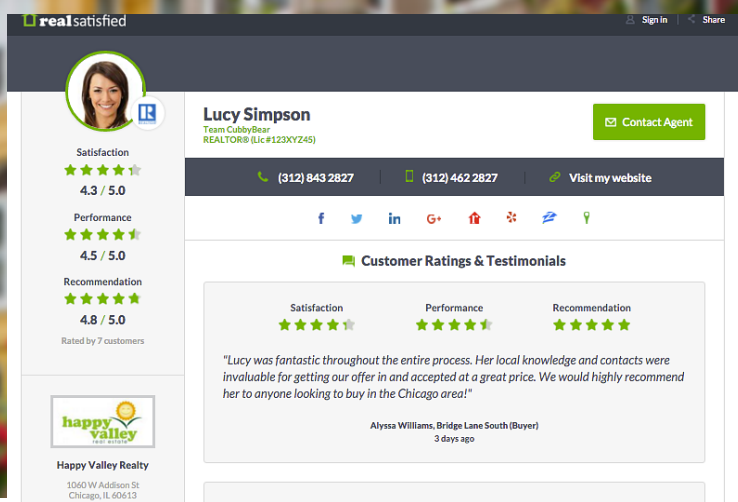 realsatisfied
Sign in
Share
Lucy Simpson
Team CubbyBear
REALTOR® (Lic #123XYZ45)
Contact Agent
Satisfaction
4.3 / 5.0
Performance
4.5 / 5.0
Recommendation
4.8 / 5.0
Rated by 7 customers
happy
valley
real estate
Happy Valley Realty
1060 W Addison St
Chicago, IL 60613
(312) 843 2827
(312) 462 2827
Visit my website
Customer Ratings & Testimonials
Satisfaction
Performance
Recommendation
"Lucy was fantastic throughout the entire process. Her local knowledge and contacts were
invaluable for getting our offer in and accepted at a great price. We would highly recommend
her to anyone looking to buy in the Chicago area!"
Alyssa Williams, Bridge Lane South (Buyer)
3 days ago